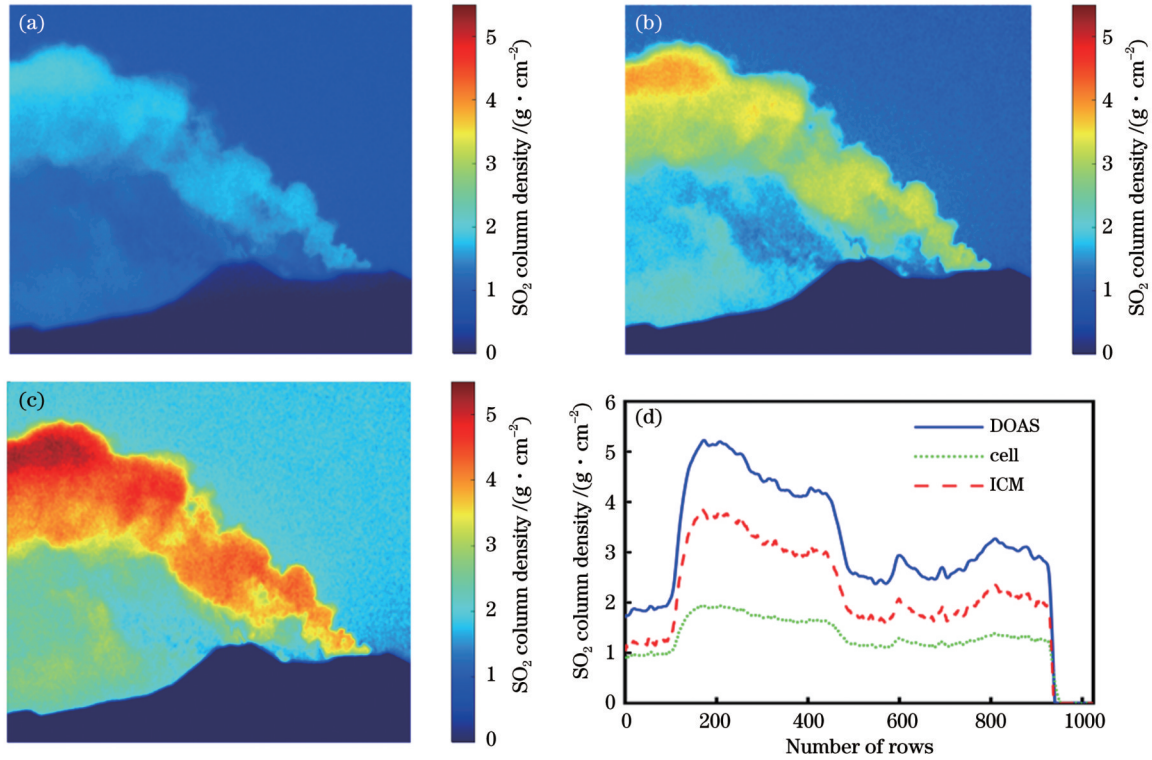 (a)
5
4
3
2
1
0
SO₂ column density /(g · cm⁻²)
(b)
5
4
3
2
1
0
SO₂ column density /(g · cm⁻²)
(c)
5
4
3
2
1
0
SO₂ column density /(g · cm⁻²)
(d)
6
5
4
3
2
1
0
SO₂ column density /(g · cm⁻²)
DOAS
cell
ICM
0 200 400 600 800 1000
Number of rows